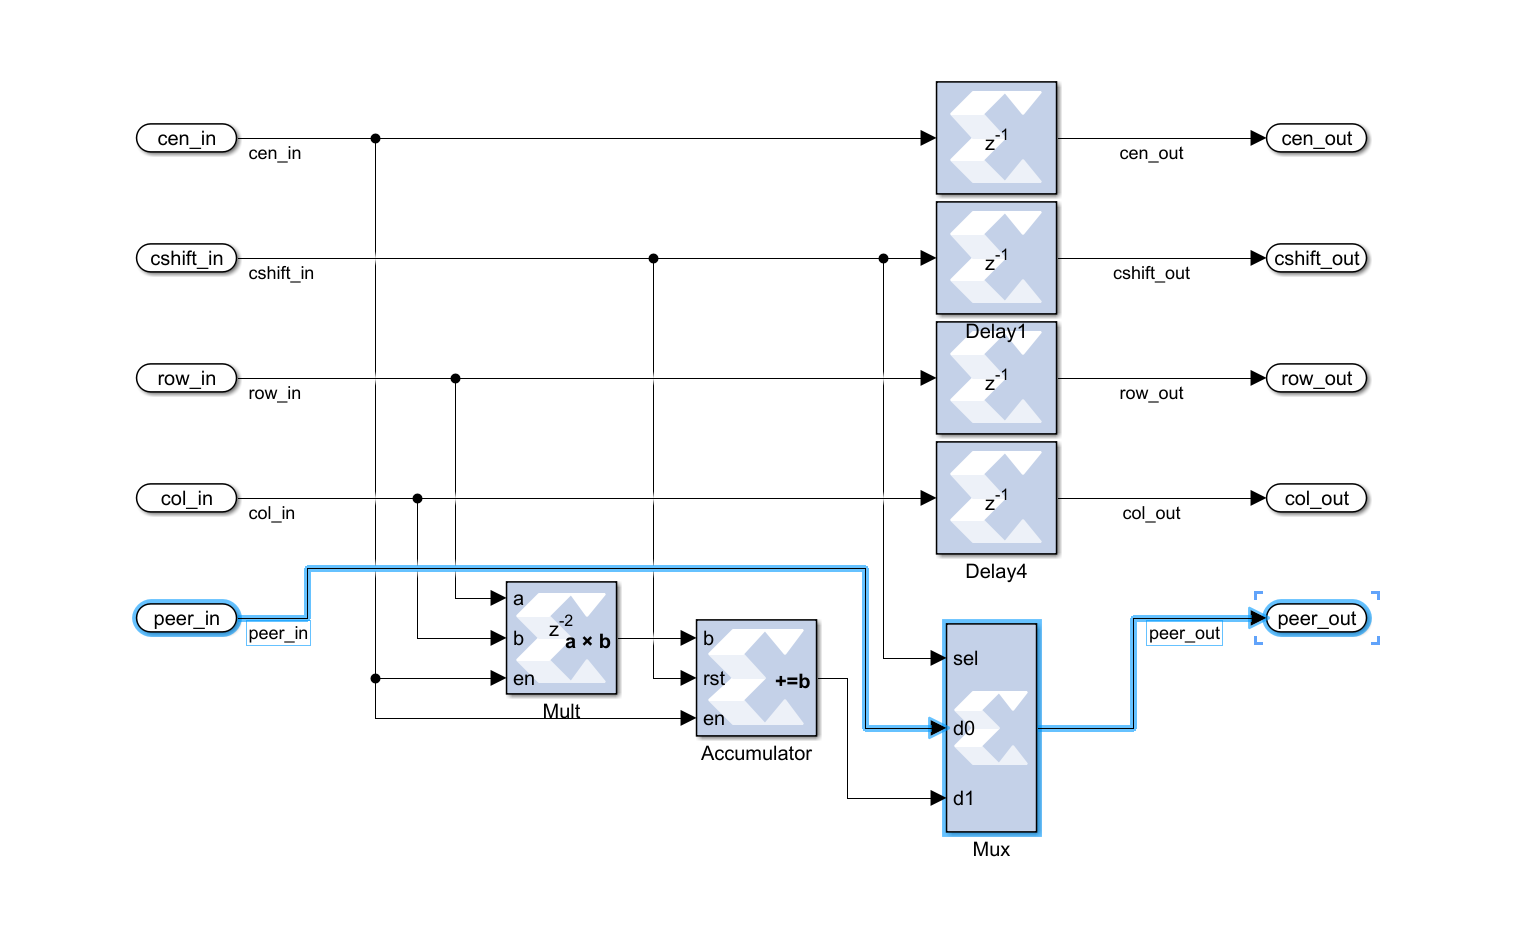 cen_in
cen_in
z-1
cen_out
cen_out
cshift_in
cshift_in
z-1
cshift_out
cshift_out
Delay1
row_in
row_in
z-1
row_out
row_out
col_in
col_in
z-1
col_out
col_out
Delay4
peer_in
peer_in
a
b
en
z-2
a × b
Mult
b
rst
en
+=b
Accumulator
sel
d0
d1
Mux
peer_out
peer_out